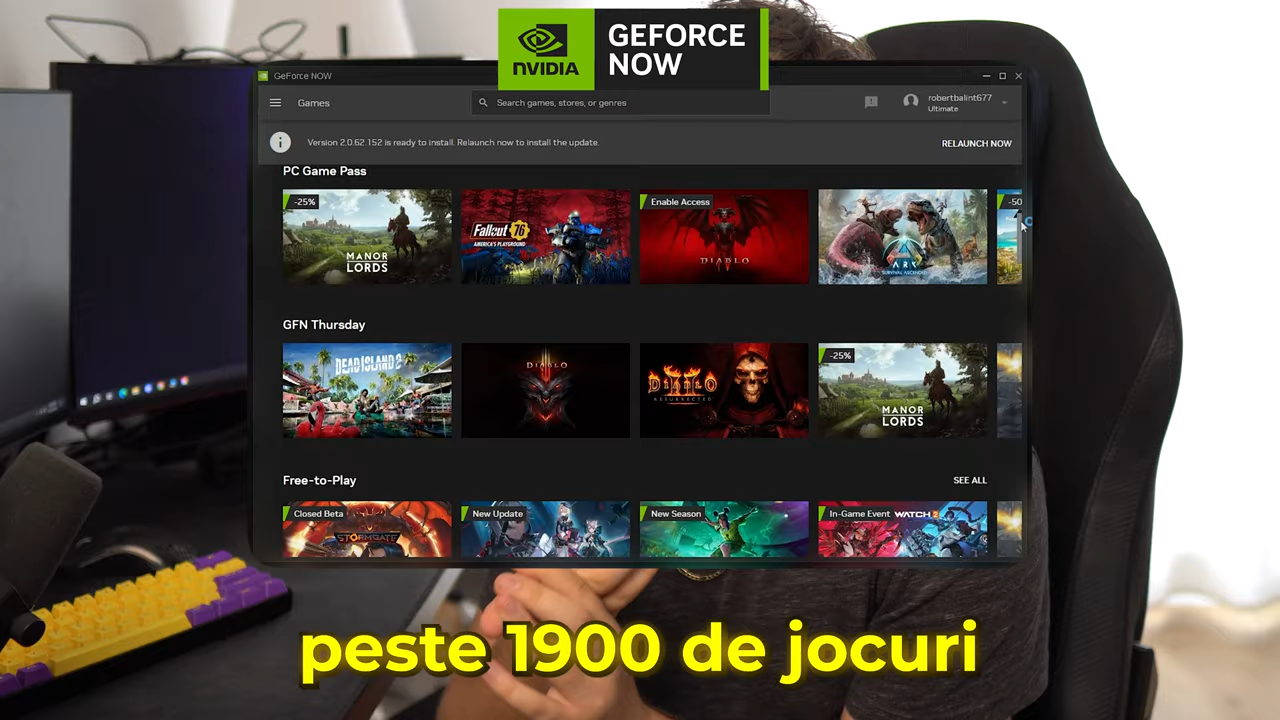 NVIDIA
GEFORCE
NOW
GeForce NOW
Games
Search games, stores, or genres
robertbalint677
Ultimate
Version 2.0.62.152 is ready to install. Relaunch now to install the update.
RELAUNCH NOW
PC Game Pass
-25%
MANOR
LORDS
Fallout 76
AMERICA'S PLAYGROUND
Enable Access
DIABLO
ARK
SURVIVAL ASCENDED
-50
GFN Thursday
DEAD ISLAND 2
DIABLO
DIABLO II
RESURRECTED
-25%
MANOR
LORDS
Free-to-Play
SEE ALL
Closed Beta
STORMGATE
New Update
New Season
In-Game Event
WATCH 2
peste 1900 de jocuri